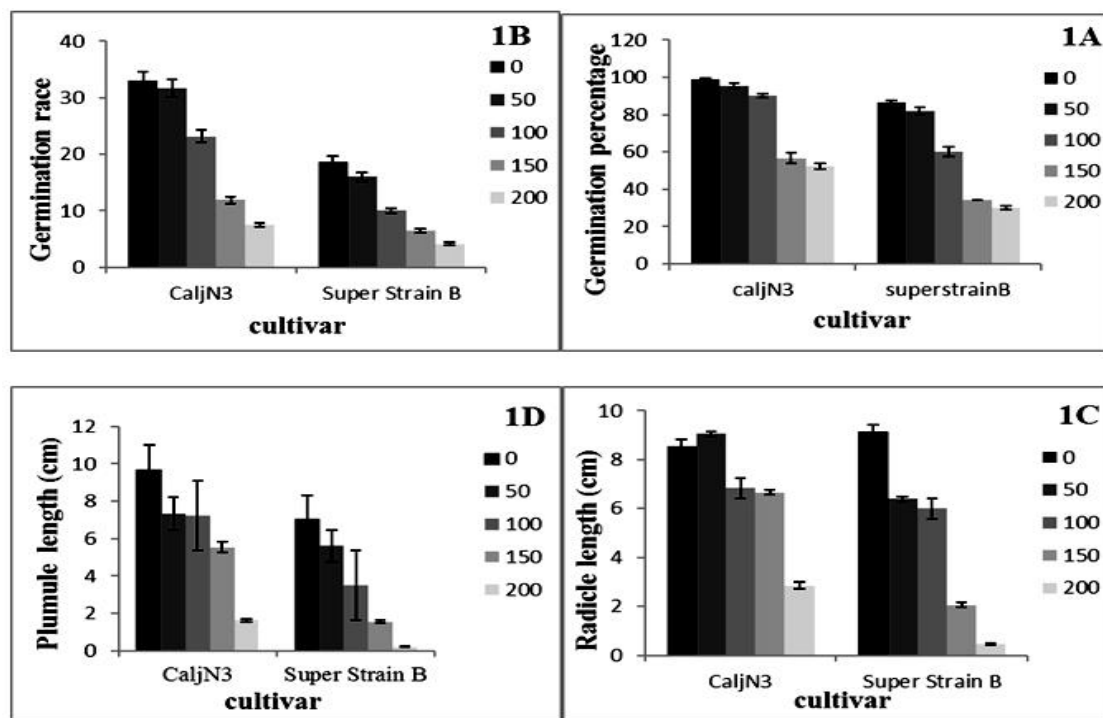 1B
Germination race
40
30
20
10
0
0
50
100
150
200
CaljN3 Super Strain B
cultivar
1A
Germination percentage
120
100
80
60
40
20
0
0
50
100
150
200
caljN3 superstrainB
cultivar
1D
Plumule length (cm)
12
10
8
6
4
2
0
0
50
100
150
200
CaljN3 Super Strain B
cultivar
1C
Radicle length (cm)
10
8
6
4
2
0
0
50
100
150
200
CaljN3 Super Strain B
cultivar